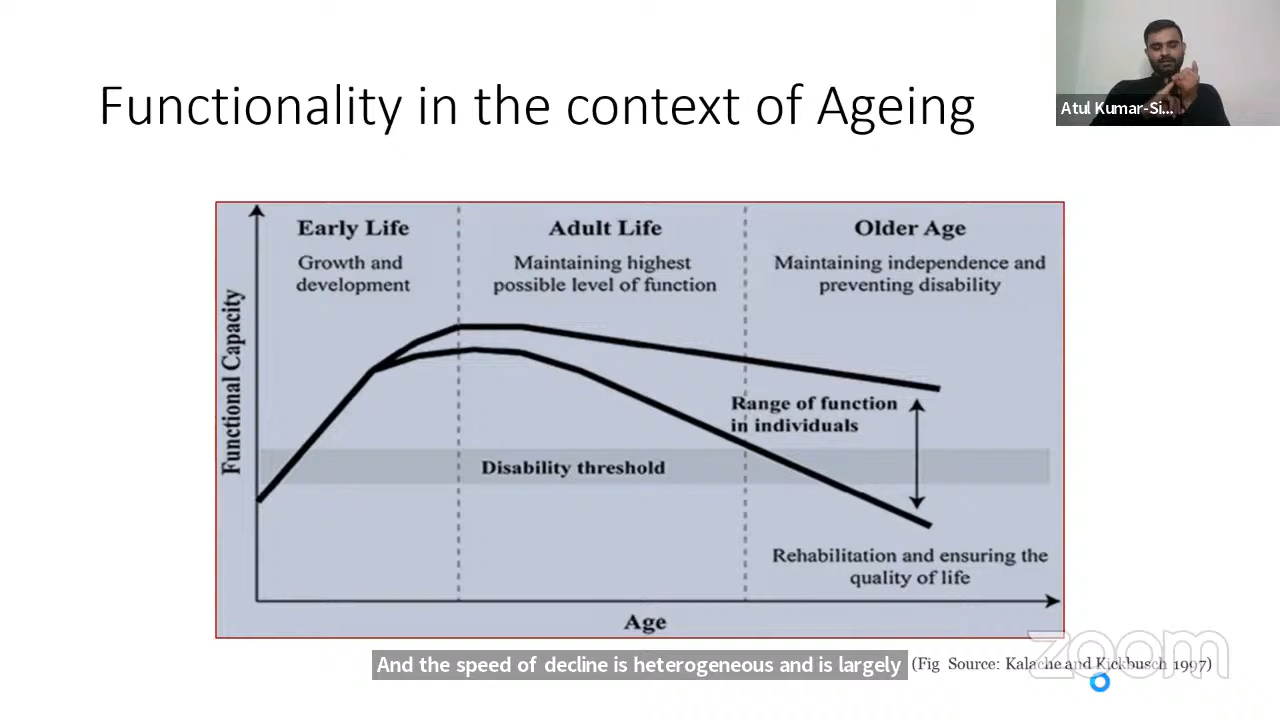 Functionality in the context of Ageing
Atul Kumar-Si...
Early Life
Growth and
development
Adult Life
Maintaining highest
possible level of function
Older Age
Maintaining independence and
preventing disability
Functional Capacity
Range of function
in individuals
Disability threshold
Rehabilitation and ensuring the
quality of life
Age
And the speed of decline is heterogeneous and is largely
(Fig Source: Kalache and Kickbusch 1997)
zoom